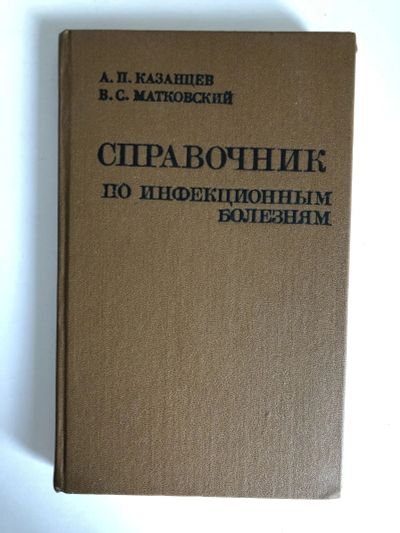 А. П. КАЗАНЦЕВ
В. С. МАТКОВСКИЙ
СПРАВОЧНИК
ПО ИНФЕКЦИОННЫМ
БОЛЕЗНЯМ